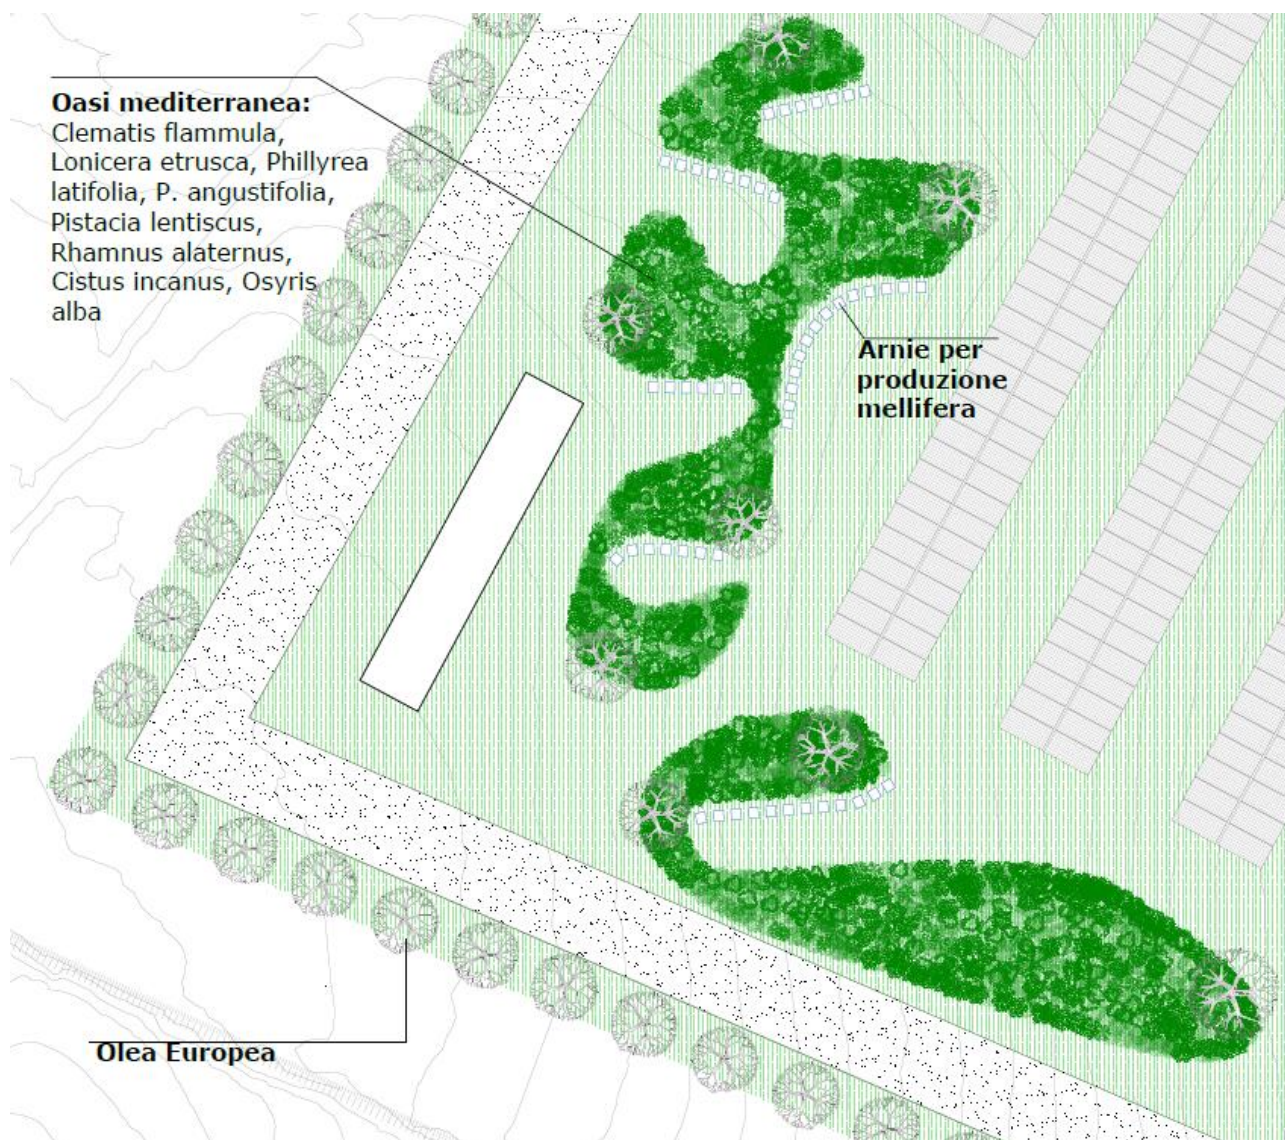 Oasi mediterranea:
Clematis flammula,
Lonicera etrusca, Phillyrea
latifolia, P. angustifolia,
Pistacia lentiscus,
Rhamnus alaternus,
Cistus incanus, Osyris
alba
Arnie per
produzione
mellifera
Olea Europea